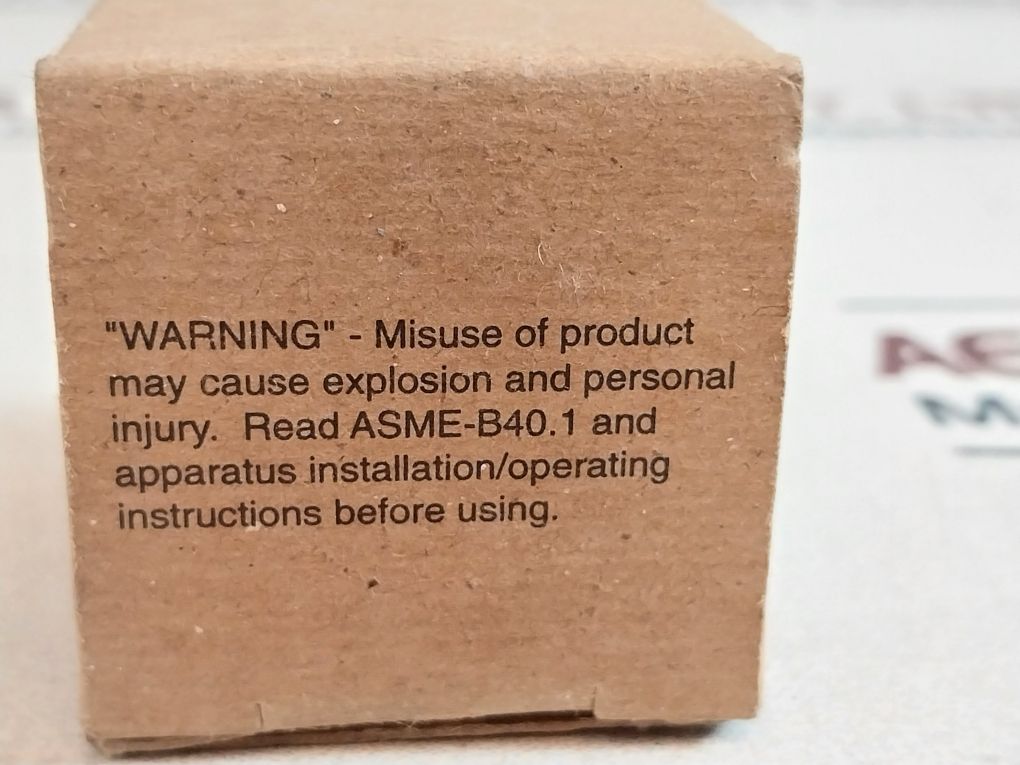 "WARNING" - Misuse of product
may cause explosion and personal
injury.  Read ASME-B40.1 and
apparatus installation/operating
instructions before using.